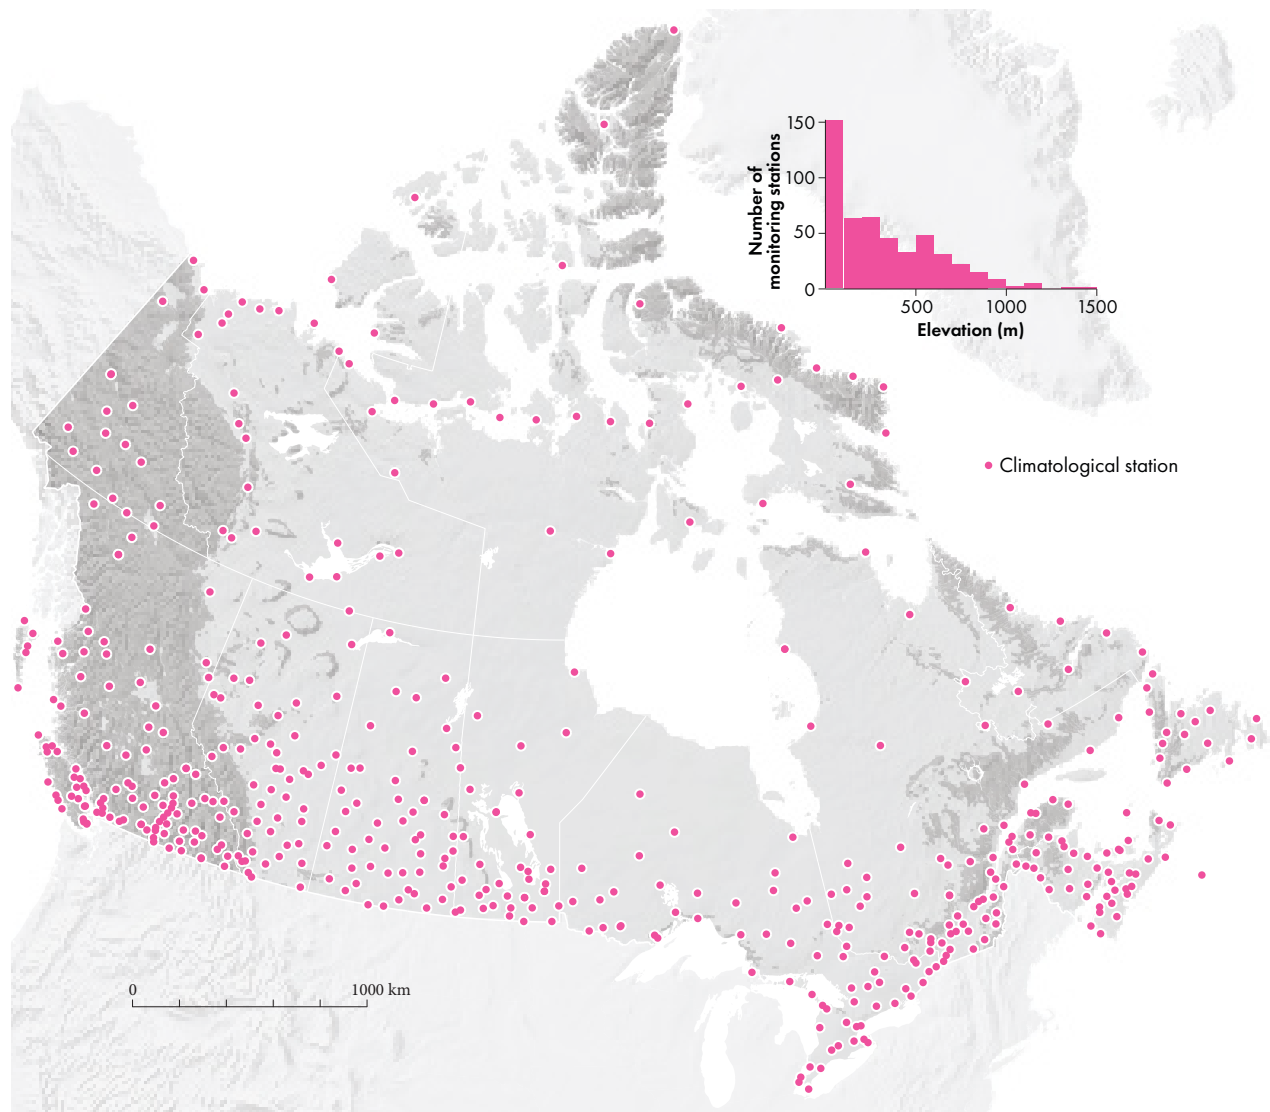 Number of
monitoring stations
150
100
50
0
500
1000
1500
Elevation (m)
Climatological station
0
1000 km